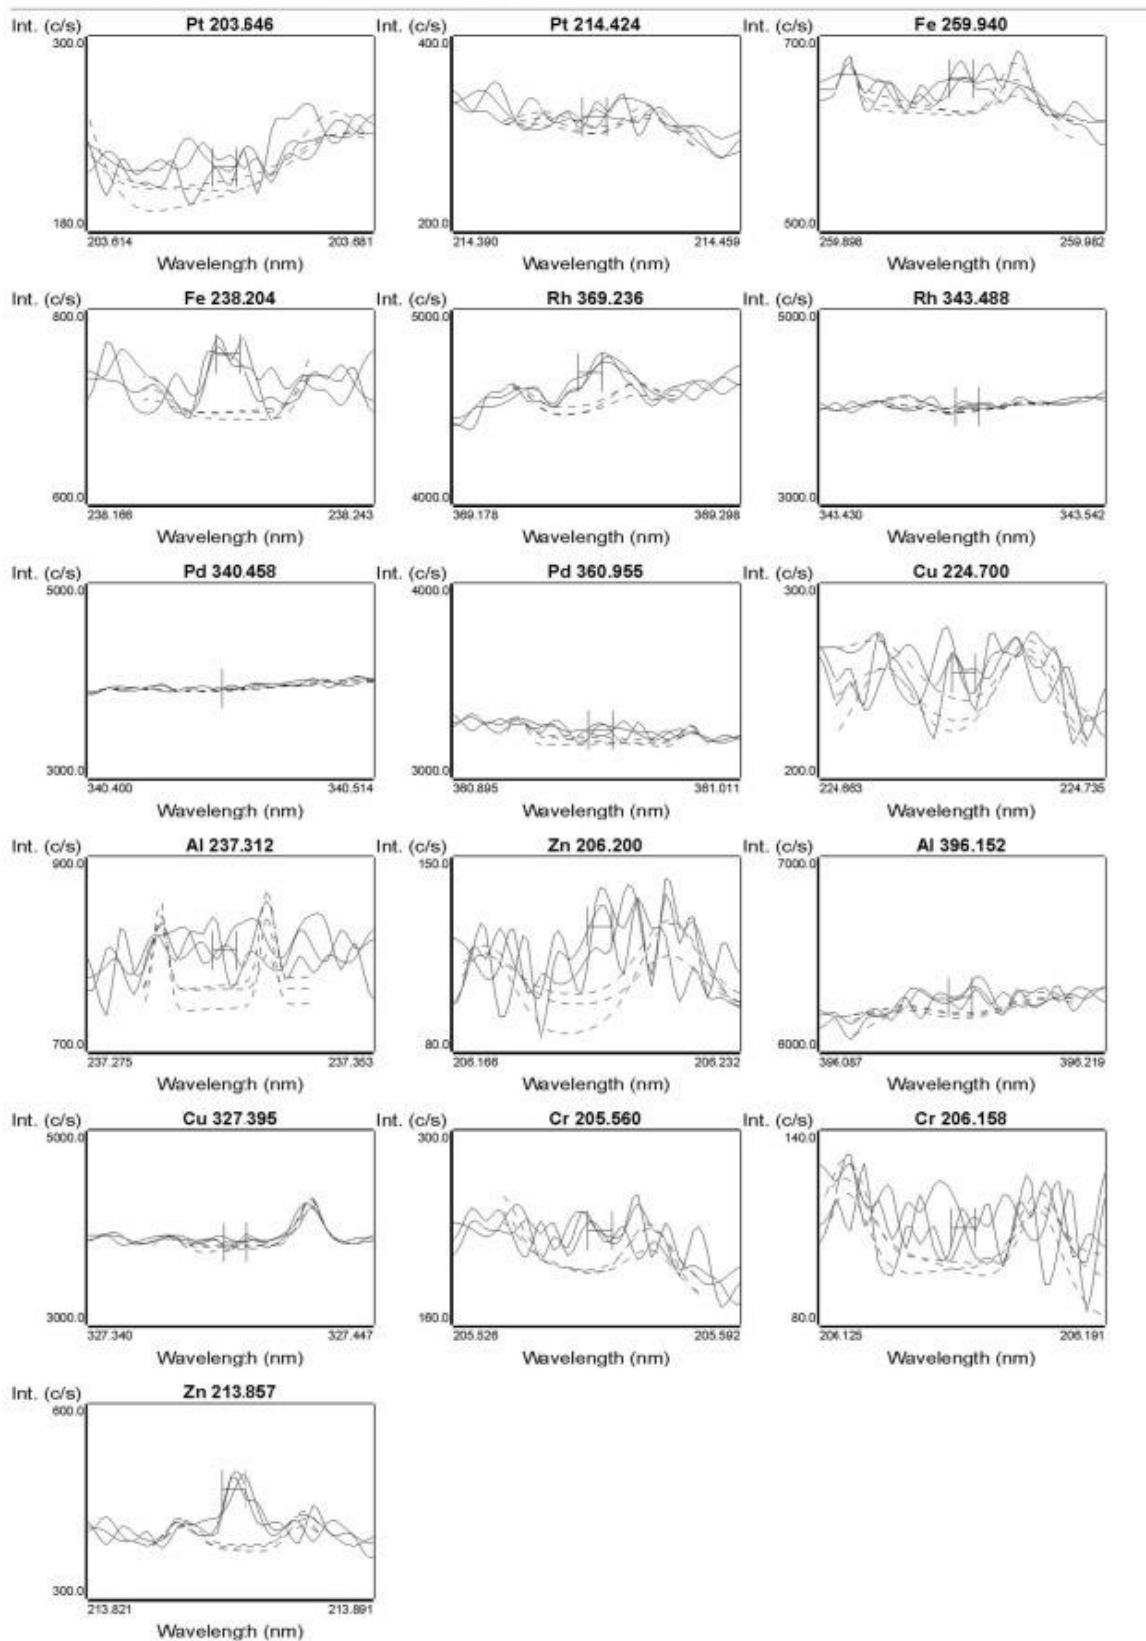 Int. (c/s) Pt 203.646 Int. (c/s) Pt 214.424 Int. (c/s) Fe 259.940
300.0 400.0 700.0
180.0 200.0 500.0
203.614 203.681 214.390 214.459 259.898 259.982
Wavelength (nm) Wavelength (nm) Wavelength (nm)
Int. (c/s) Fe 238.204 Int. (c/s) Rh 369.236 Int. (c/s) Rh 343.488
800.0 5000.0 5000.0
600.0 4000.0 3000.0
238.166 238.243 369.178 369.298 343.430 343.542
Wavelength (nm) Wavelength (nm) Wavelength (nm)
Int. (c/s) Pd 340.458 Int. (c/s) Pd 360.955 Int. (c/s) Cu 224.700
5000.0 4000.0 300.0
3000.0 3000.0 200.0
340.400 340.514 360.895 361.011 224.663 224.735
Wavelength (nm) Wavelength (nm) Wavelength (nm)
Int. (c/s) Al 237.312 Int. (c/s) Zn 206.200 Int. (c/s) Al 396.152
900.0 150.0 7000.0
700.0 80.0 6000.0
237.275 237.353 206.166 206.232 396.087 396.219
Wavelength (nm) Wavelength (nm) Wavelength (nm)
Int. (c/s) Cu 327.395 Int. (c/s) Cr 205.560 Int. (c/s) Cr 206.158
5000.0 300.0 140.0
3000.0 160.0 80.0
327.340 327.447 205.526 205.592 206.125 206.191
Wavelength (nm) Wavelength (nm) Wavelength (nm)
Int. (c/s) Zn 213.857
600.0
300.0
213.821 213.891
Wavelength (nm)